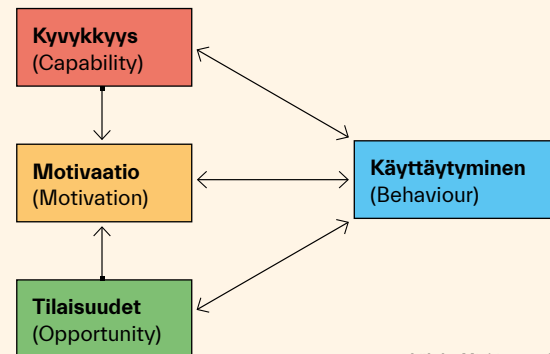 Kyvykkyys
(Capability)
Motivaatio
(Motivation)
Käyttäytyminen
(Behaviour)
Tilaisuudet
(Opportunity)